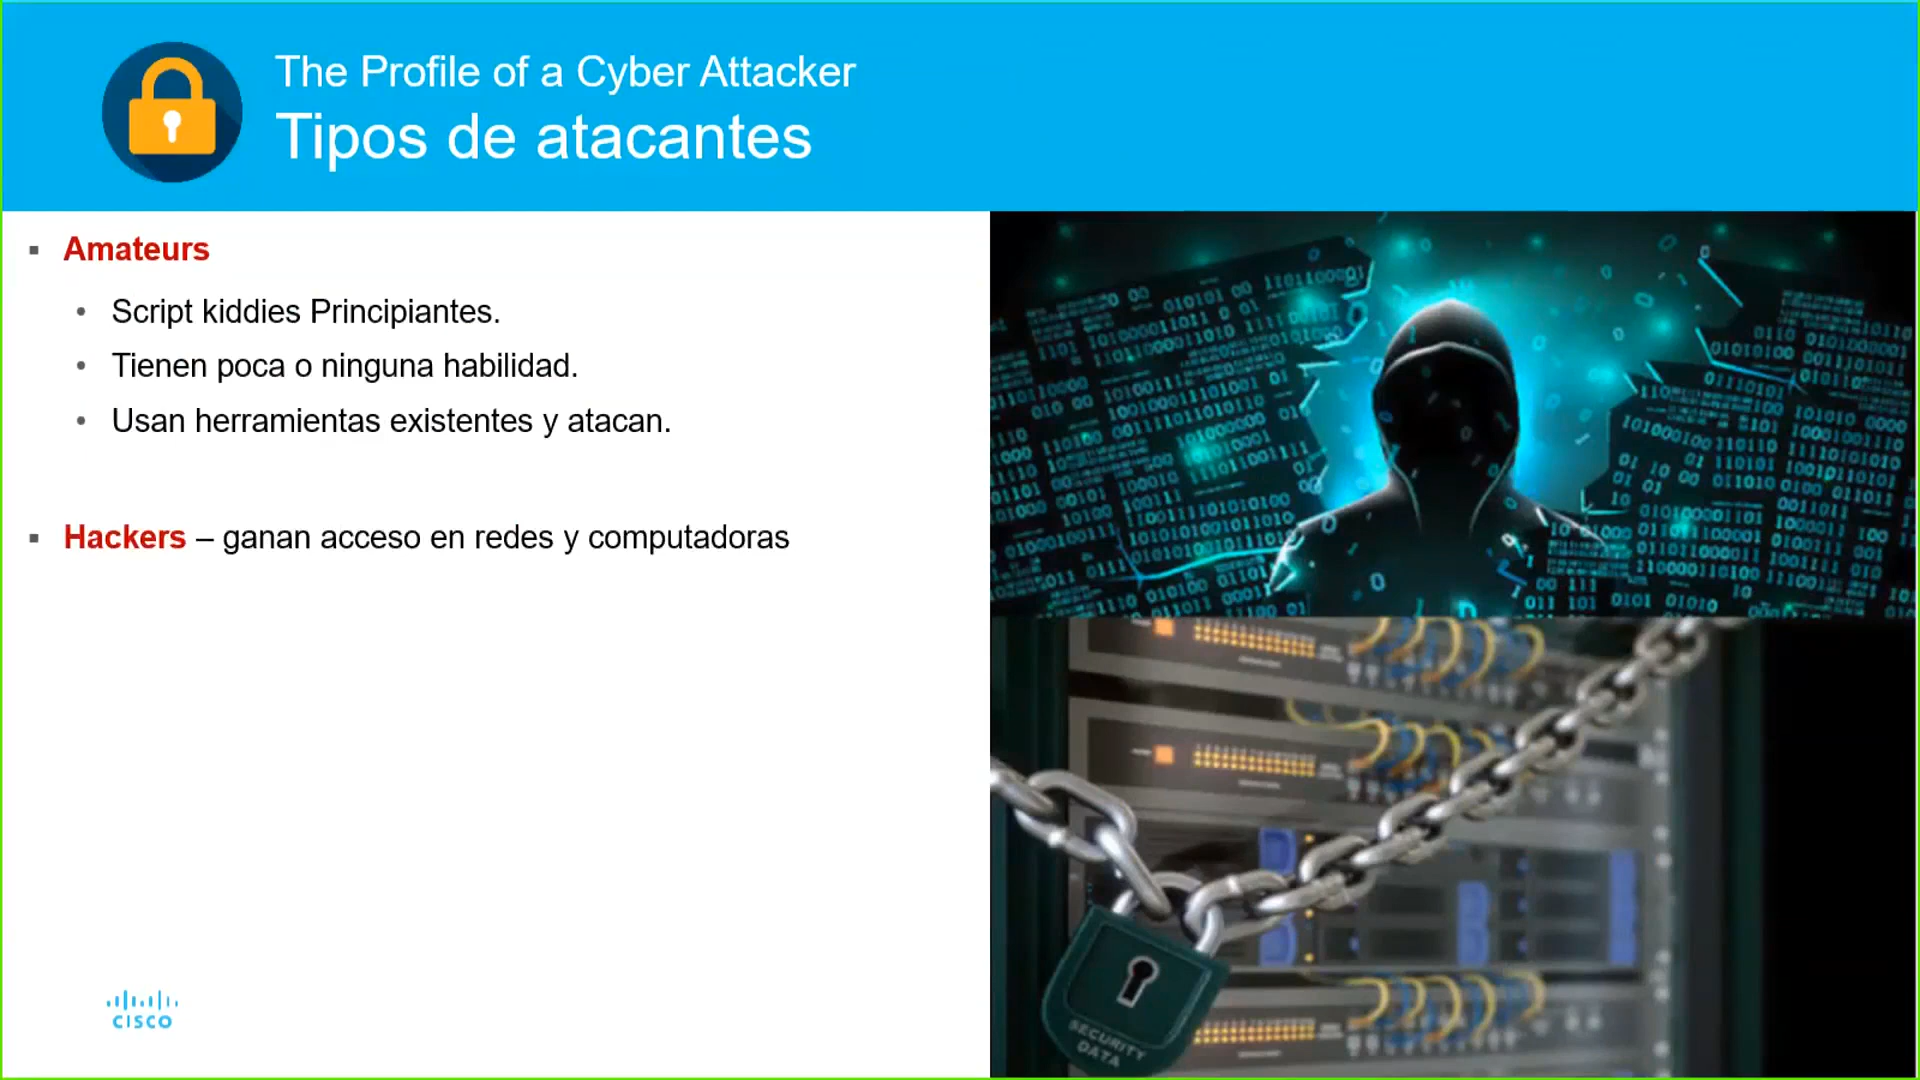 The Profile of a Cyber Attacker
Tipos de atacantes
Amateurs
Script kiddies Principiantes.
Tienen poca o ninguna habilidad.
Usan herramientas existentes y atacan.
Hackers – ganan acceso en redes y computadoras
CISCO
SECURITY
DATA